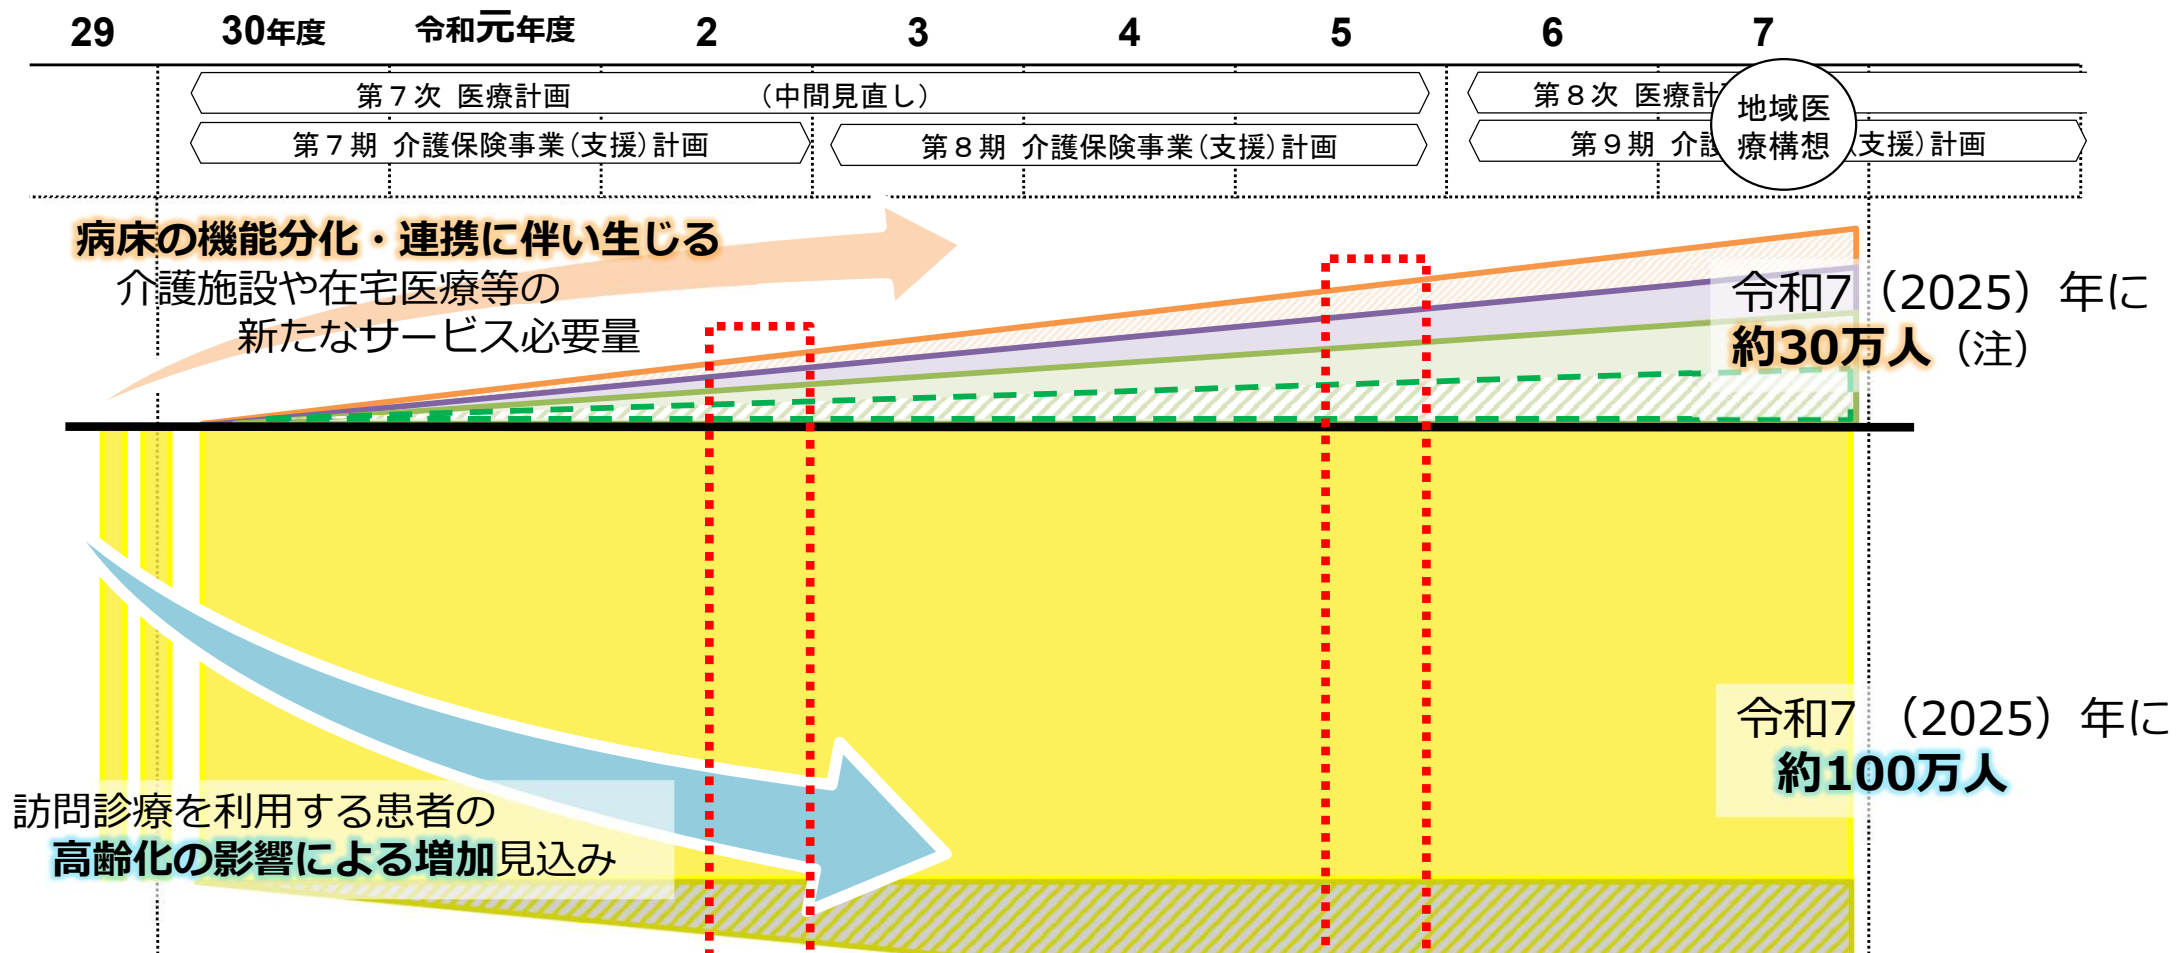 29 30年度 令和元年度 2 3 4 5 6 7
第７次 医療計画 （中間見直し）
第８次 医療計
地域医
療構想
第７期 介護保険事業（支援）計画
第８期 介護保険事業（支援）計画
第９期 介護 （支援）計画
病床の機能分化・連携に伴い生じる
介護施設や在宅医療等の
新たなサービス必要量
令和7（2025）年に
約30万人（注）
令和7（2025）年に
約100万人
訪問診療を利用する患者の
高齢化の影響による増加見込み